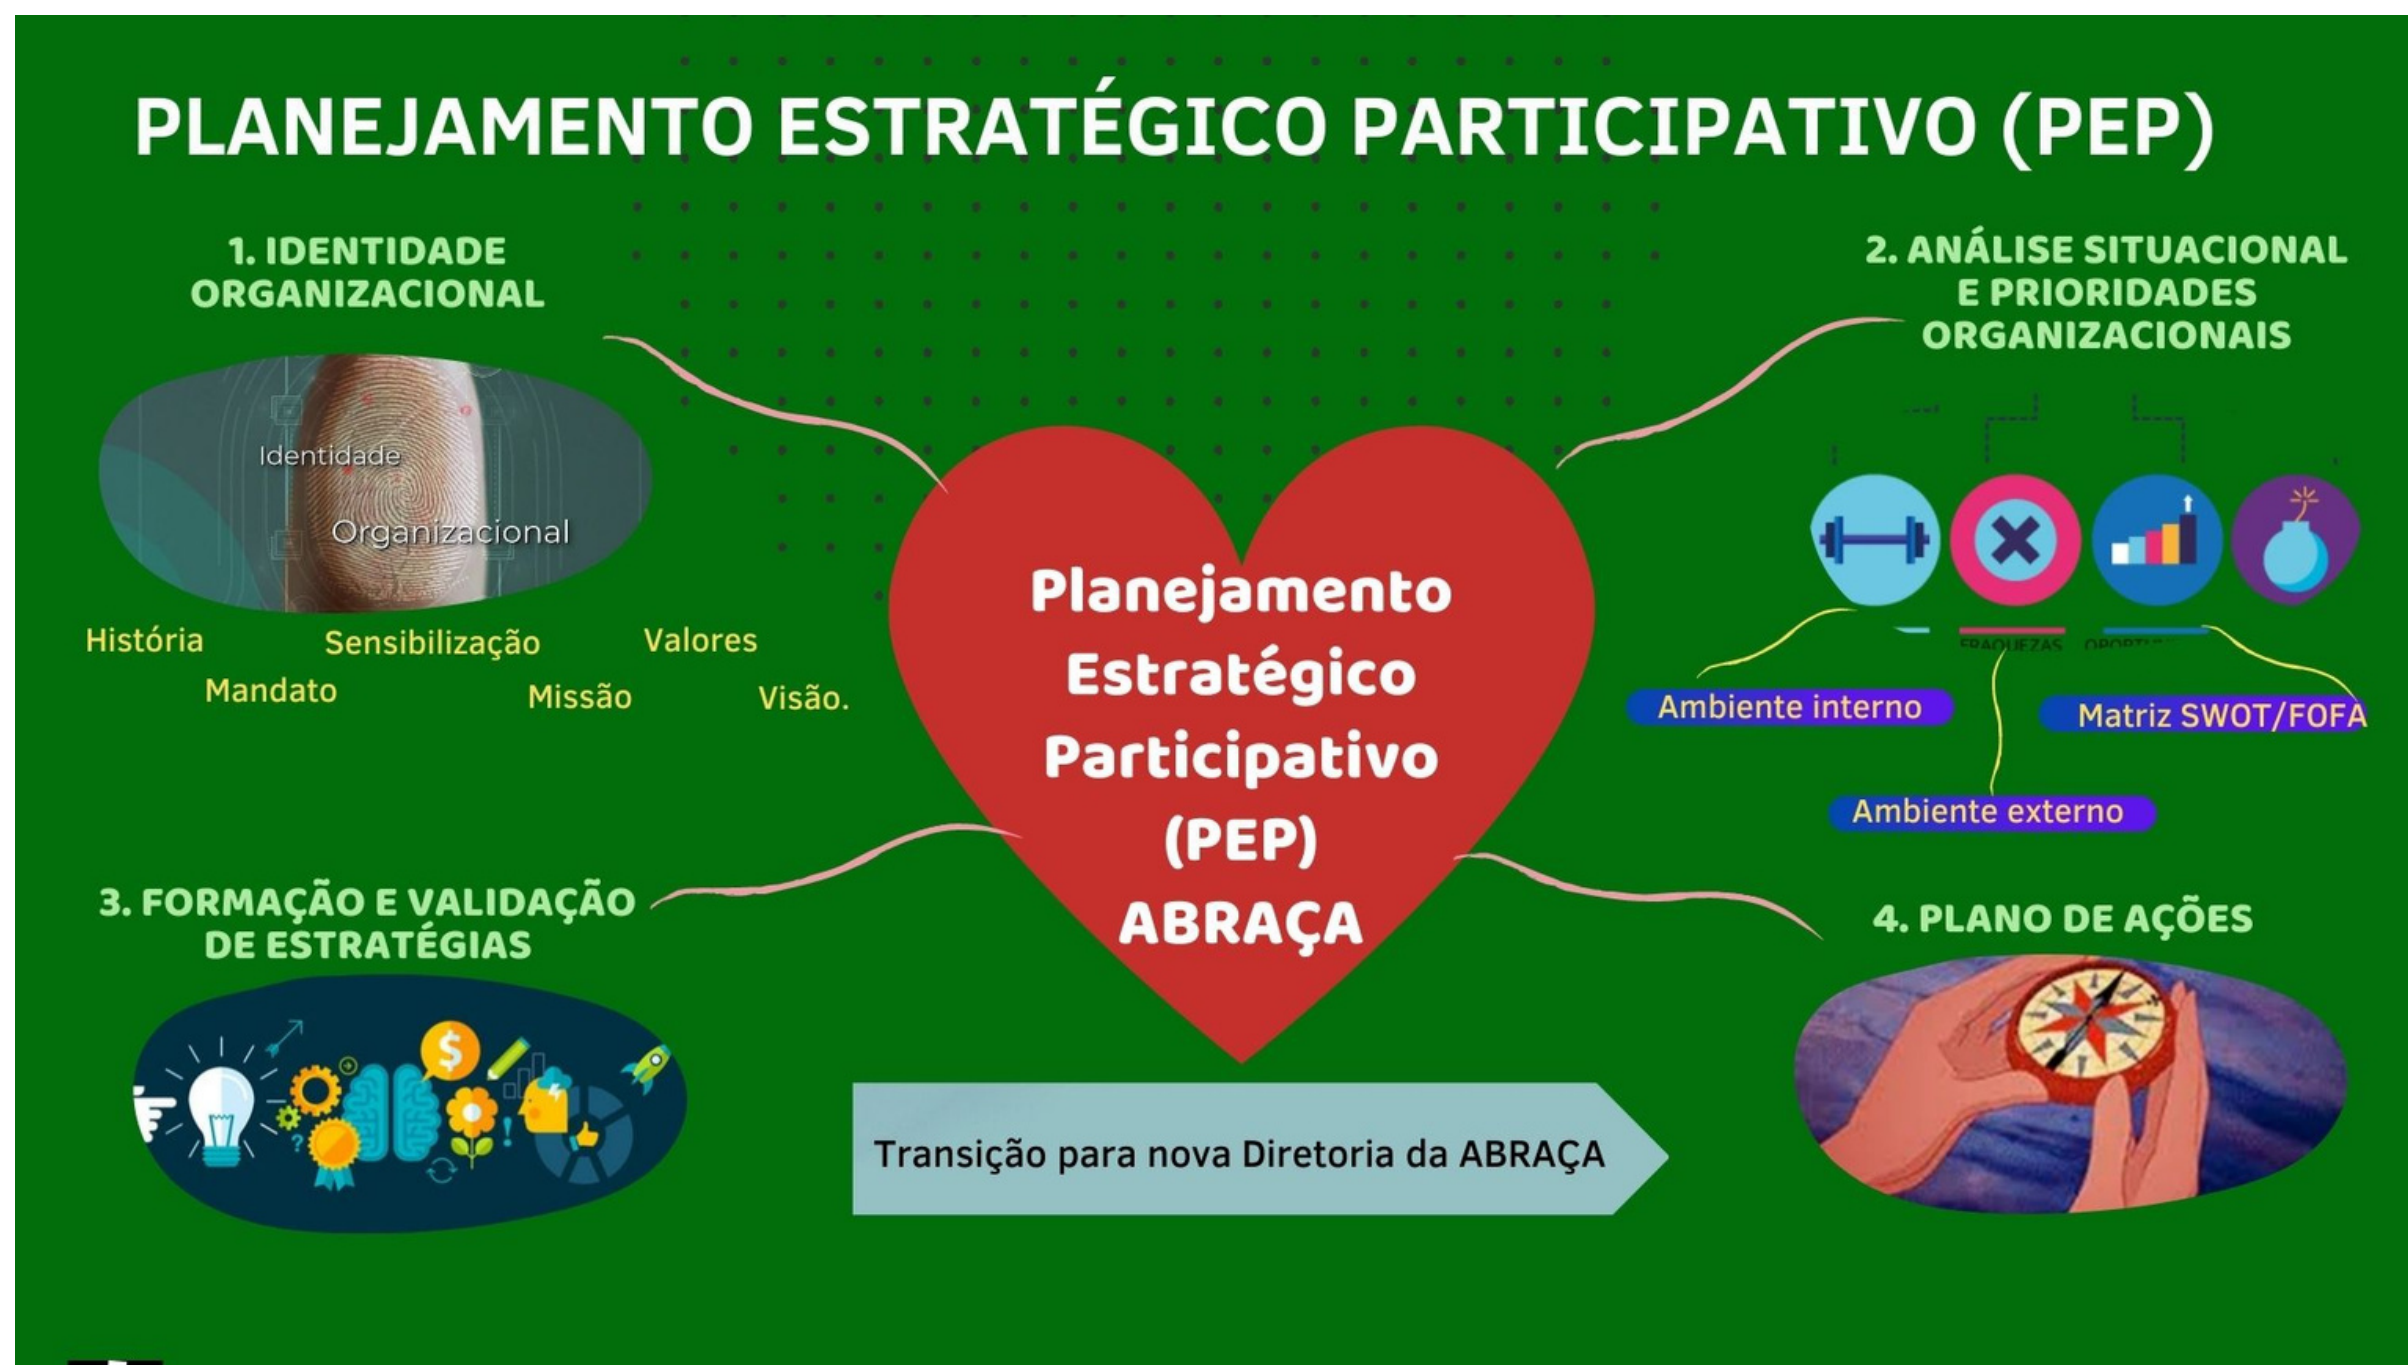 PLANEJAMENTO ESTRATÉGICO PARTICIPATIVO (PEP)
1. IDENTIDADE
ORGANIZACIONAL
Identidade
Organizacional
História
Sensibilização
Valores
Mandato
Missão
Visão.
2. ANÁLISE SITUACIONAL
E PRIORIDADES
ORGANIZACIONAIS
FRAQUEZAS
Ambiente interno
Matriz SWOT/FOFA
Ambiente externo
Planejamento
Estratégico
Participativo
(PEP)
ABRAÇA
3. FORMAÇÃO E VALIDAÇÃO
DE ESTRATÉGIAS
$
!
?
4. PLANO DE AÇÕES
Transição para nova Diretoria da ABRAÇA